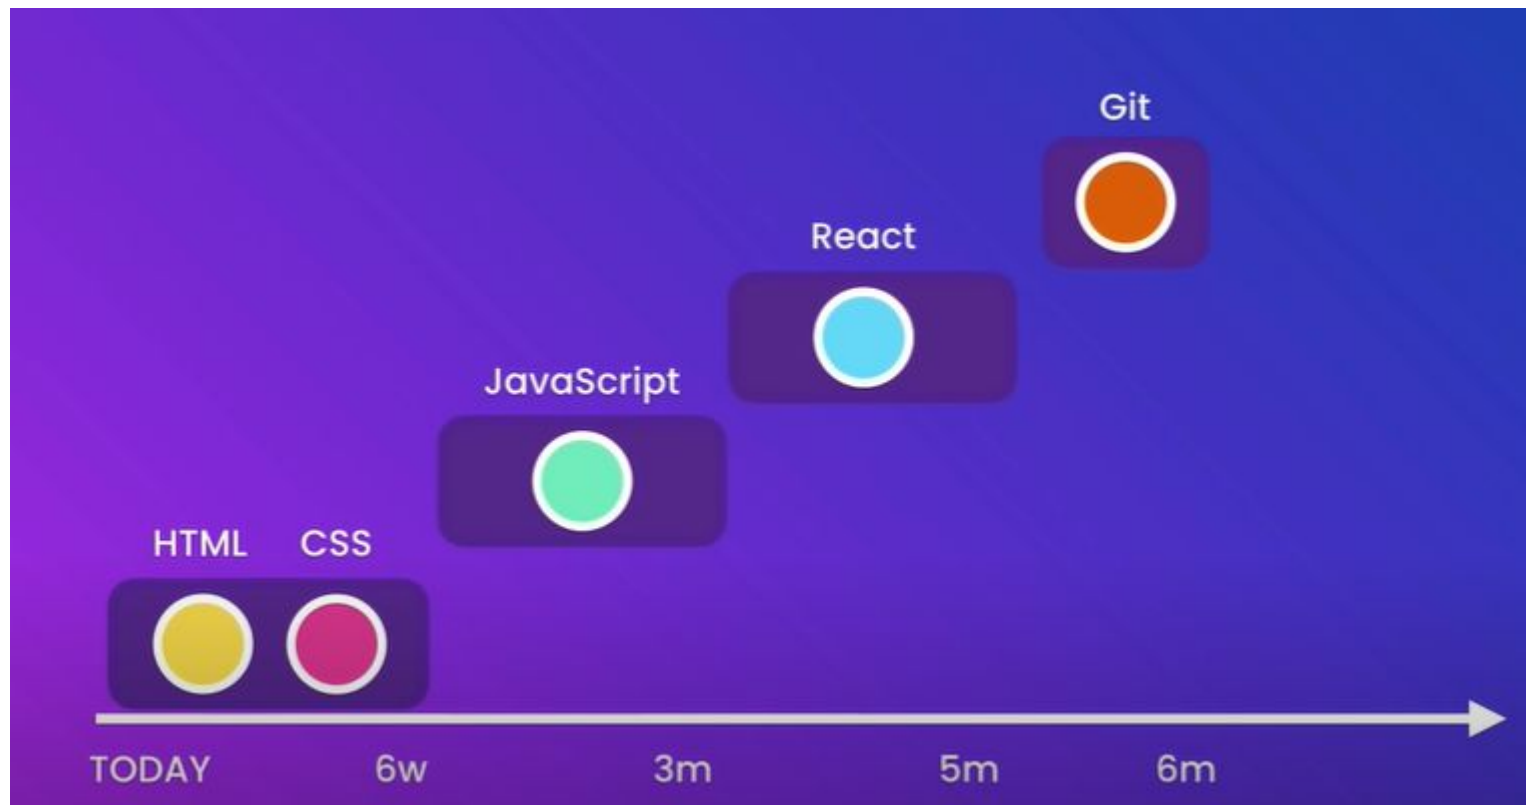 Git
React
JavaScript
HTML CSS
TODAY 6w 3m 5m 6m